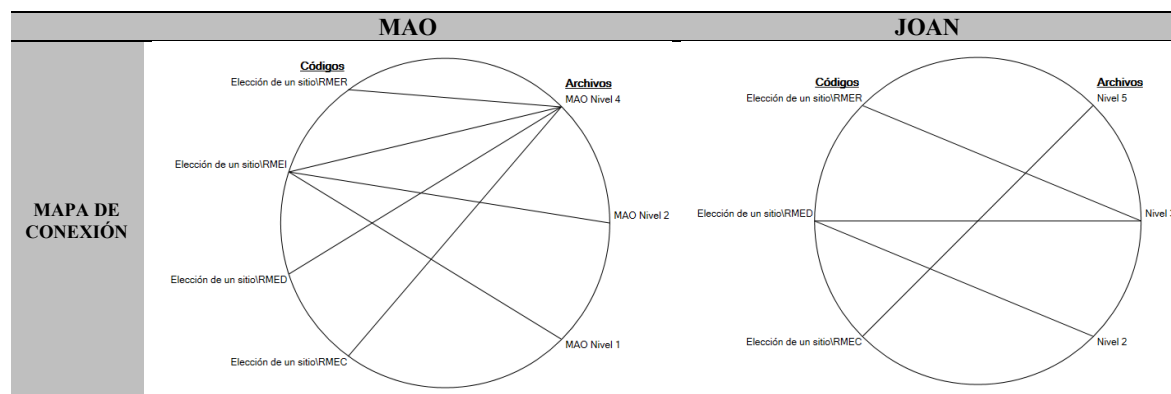 MAO
JOAN
MAPA DE
CONEXIÓN
Códigos
Elección de un sitio\RMER
Archivos
MAO Nivel 4
Elección de un sitio\RMEI
MAO Nivel 2
Elección de un sitio\RMED
Elección de un sitio\RMEC
MAO Nivel 1
Códigos
Elección de un sitio\RMER
Archivos
Nivel 5
Elección de un sitio\RMED
Nivel 3
Elección de un sitio\RMEC
Nivel 2